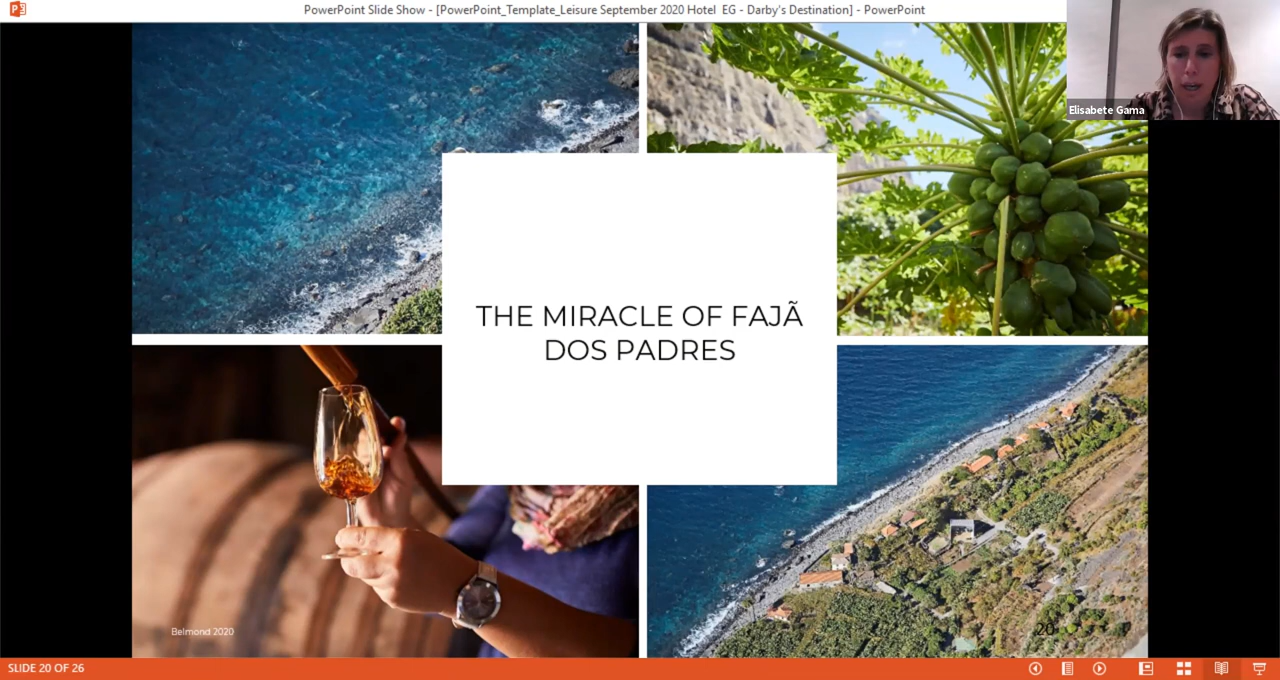 PowerPoint Slide Show - [PowerPoint_Template_Leisure September 2020 Hotel EG - Darby's Destination] - PowerPoint
Elisabete Gama
THE MIRACLE OF FAJÃ
DOS PADRES
Belmond 2020
20
SLIDE 20 OF 26